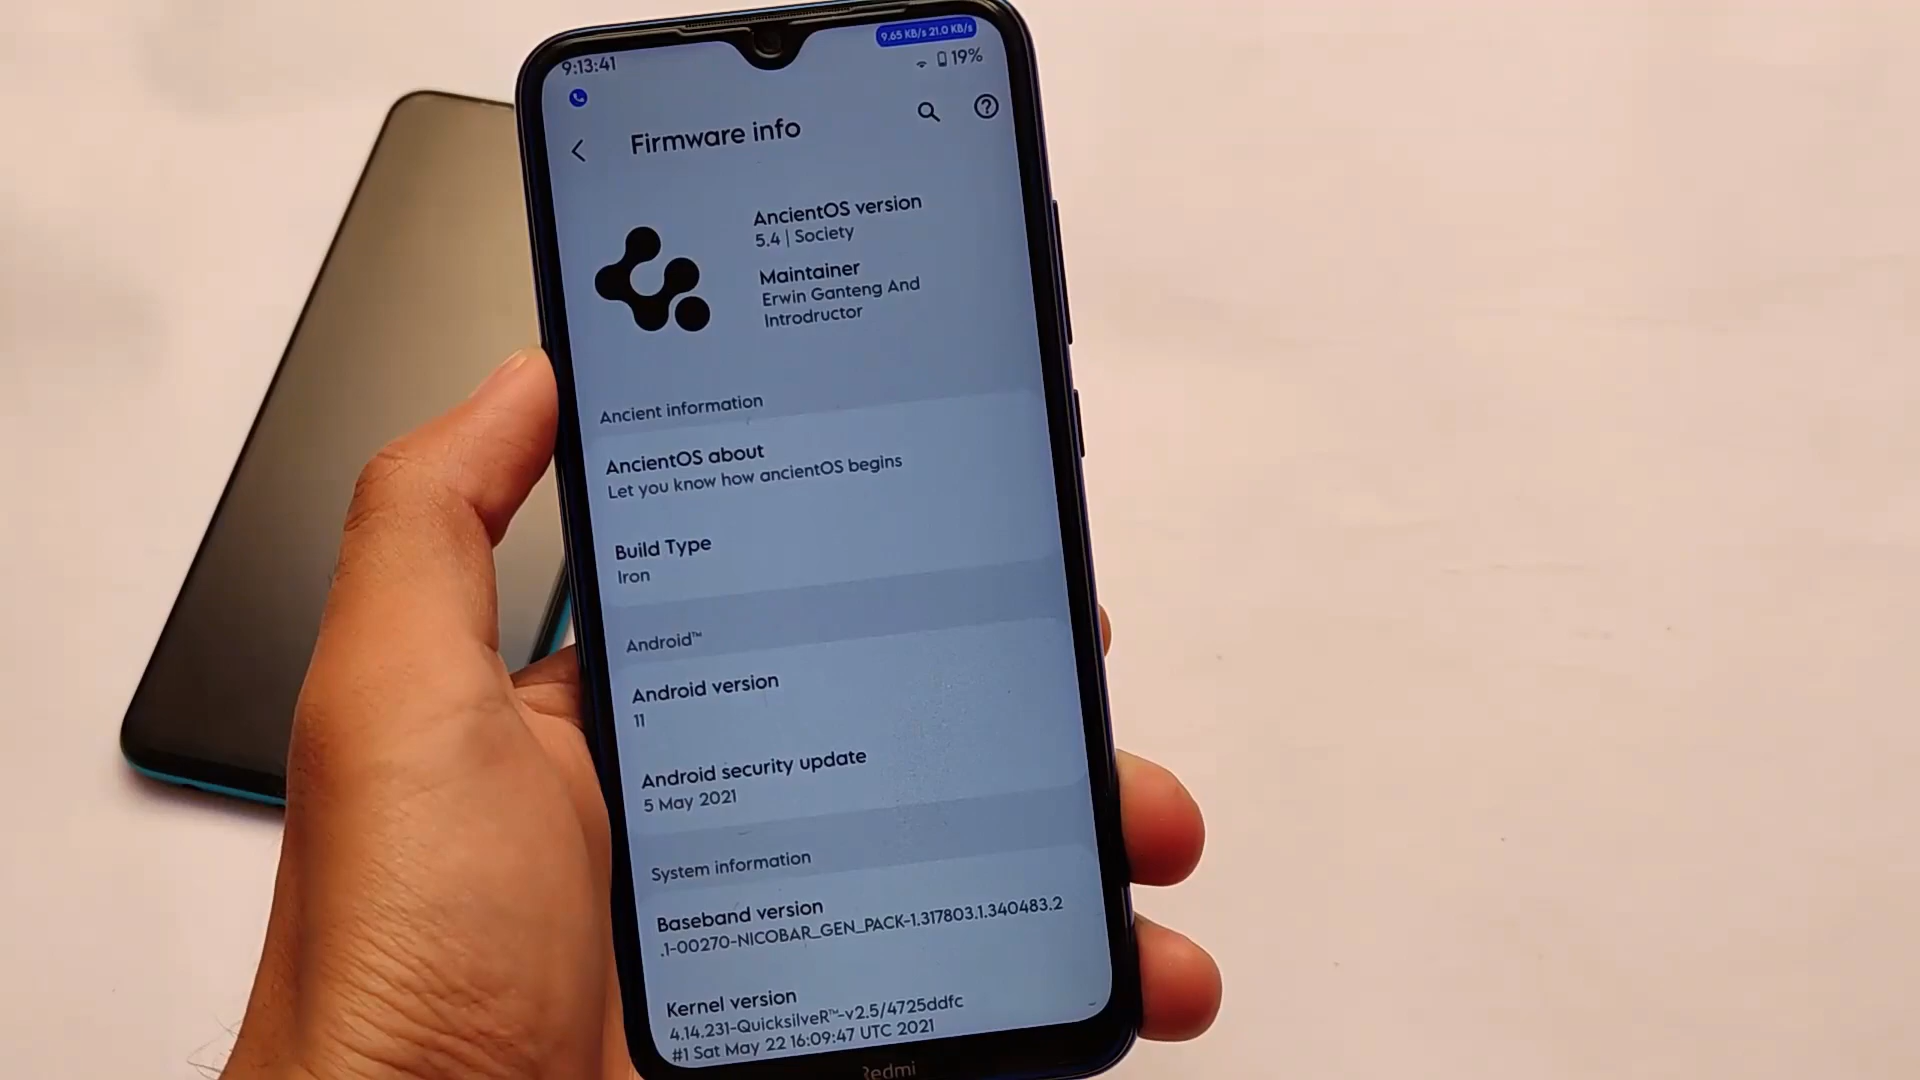 9.65 KB/s 21.0 KB/s
9:13:41
19%
Firmware info
AncientOS version
5.4 | Society
Maintainer
Erwin Ganteng And
Introdructor
Ancient information
AncientOS about
Let you know how ancientOS begins
Build Type
Iron
Android™
Android version
11
Android security update
5 May 2021
System information
Baseband version
.1-00270-NICOBAR_GEN_PACK-1.317803.1.340483.2
Kernel version
4.14.231-QuicksilveR™-v2.5/4725ddfc
#1 Sat May 22 16:09:47 UTC 2021
Redmi